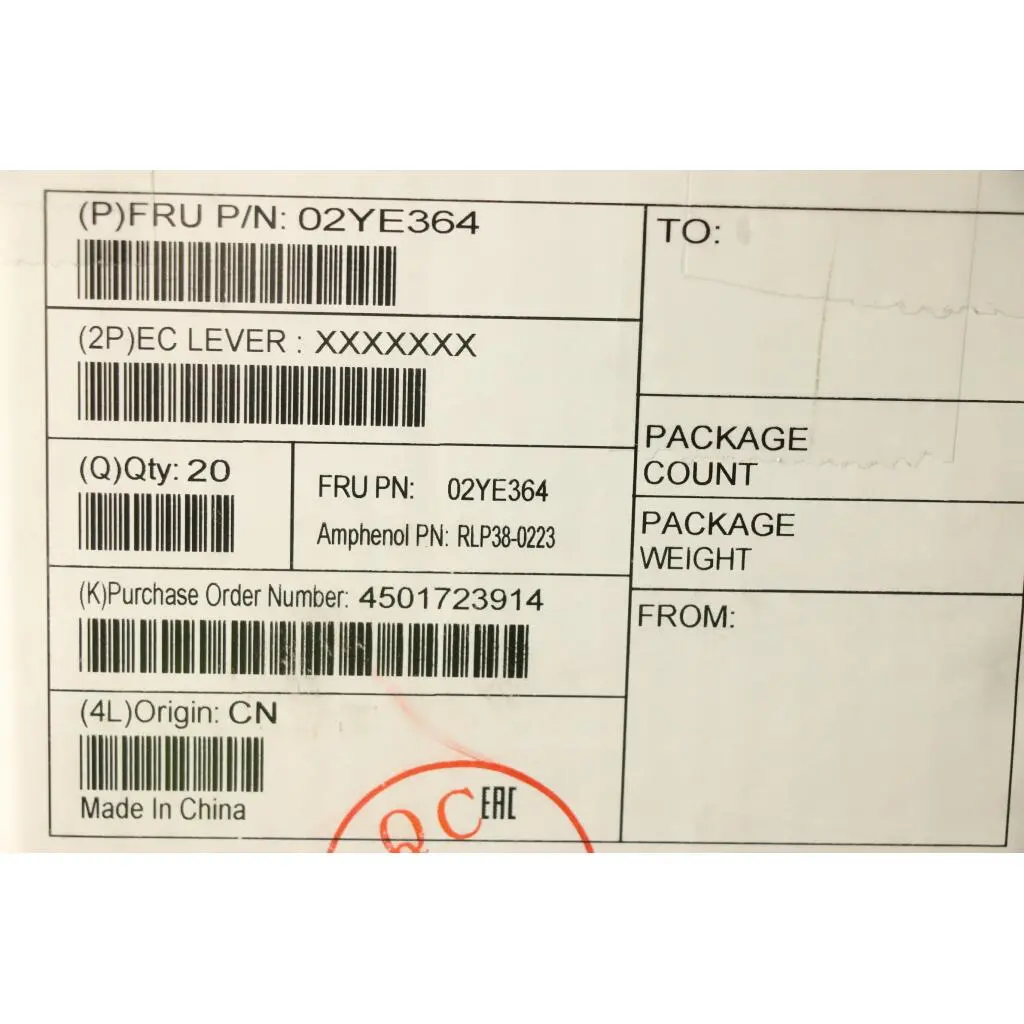 (P)FRU P/N: 02YE364
(2P)EC LEVER : XXXXXXX
(Q)Qty: 20
FRU PN: 02YE364
Amphenol PN: RLP38-0223
(K)Purchase Order Number: 4501723914
(4L)Origin: CN
Made In China
QC
EAC
TO:
PACKAGE
COUNT
PACKAGE
WEIGHT
FROM: